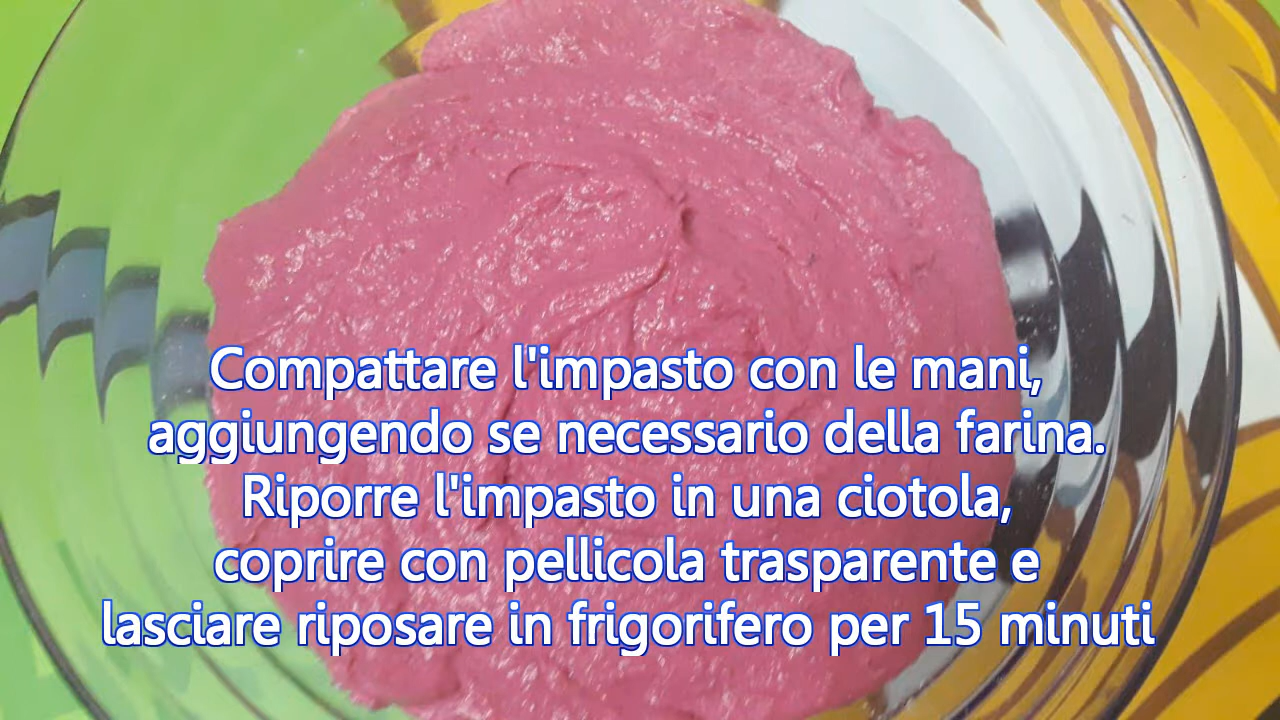 Compattare l'impasto con le mani,
aggiungendo se necessario della farina.
Riporre l'impasto in una ciotola,
coprire con pellicola trasparente e
lasciare riposare in frigorifero per 15 minuti